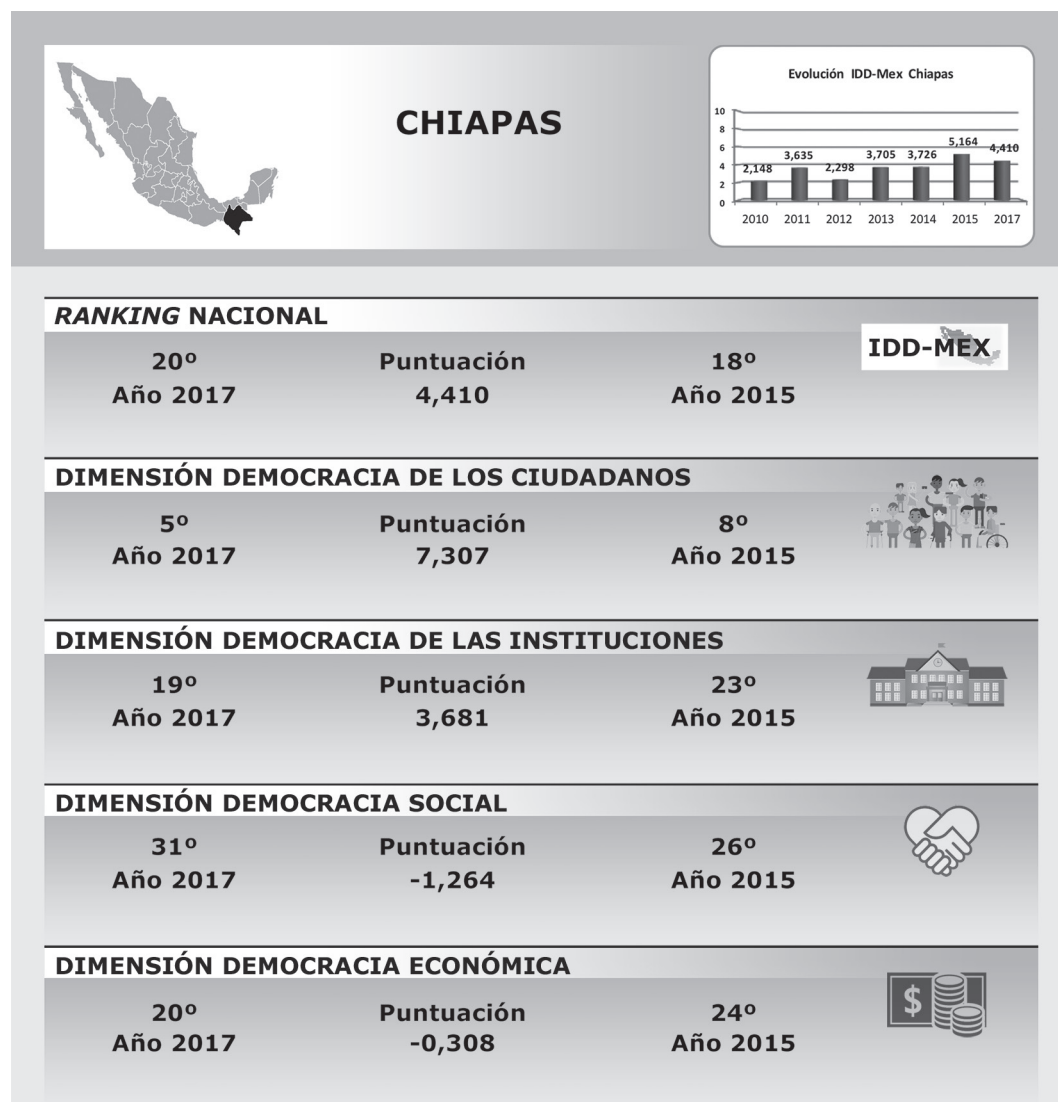 CHIAPAS
Evolución IDD-Mex Chiapas
10
8
6
4
2
0
2,148
3,635
2,298
3,705
3,726
5,164
4,410
2010 2011 2012 2013 2014 2015 2017
RANKING NACIONAL
IDD-MEX
20º Puntuación 18º
Año 2017 4,410 Año 2015
DIMENSIÓN DEMOCRACIA DE LOS CIUDADANOS
5º Puntuación 8º
Año 2017 7,307 Año 2015
DIMENSIÓN DEMOCRACIA DE LAS INSTITUCIONES
19º Puntuación 23º
Año 2017 3,681 Año 2015
DIMENSIÓN DEMOCRACIA SOCIAL
31º Puntuación 26º
Año 2017 -1,264 Año 2015
DIMENSIÓN DEMOCRACIA ECONÓMICA
$
20º Puntuación 24º
Año 2017 -0,308 Año 2015